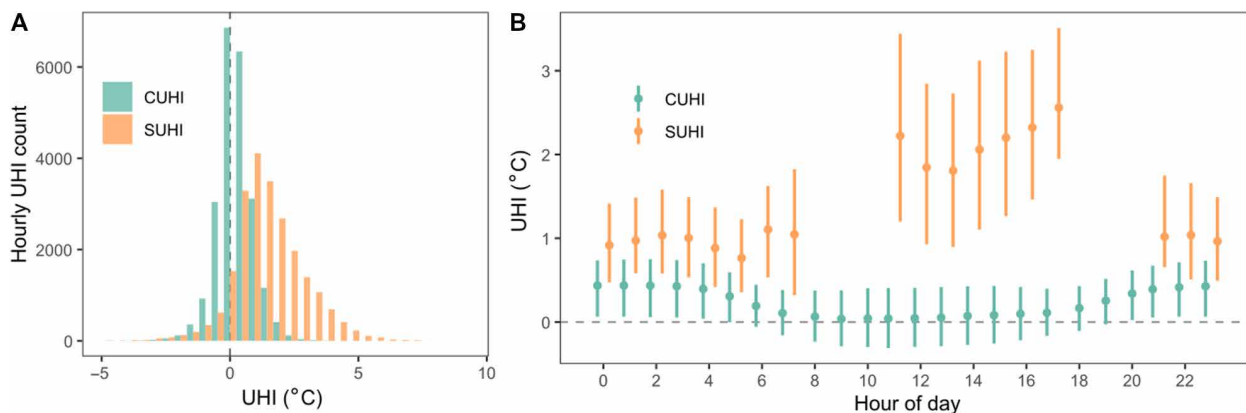 A
Hourly UHI count
6000
4000
2000
0
CUHI
SUHI
−5 0 5 10
UHI (°C)
B
UHI (°C)
3
2
1
0
CUHI
SUHI
0 2 4 6 8 10 12 14 16 18 20 22
Hour of day